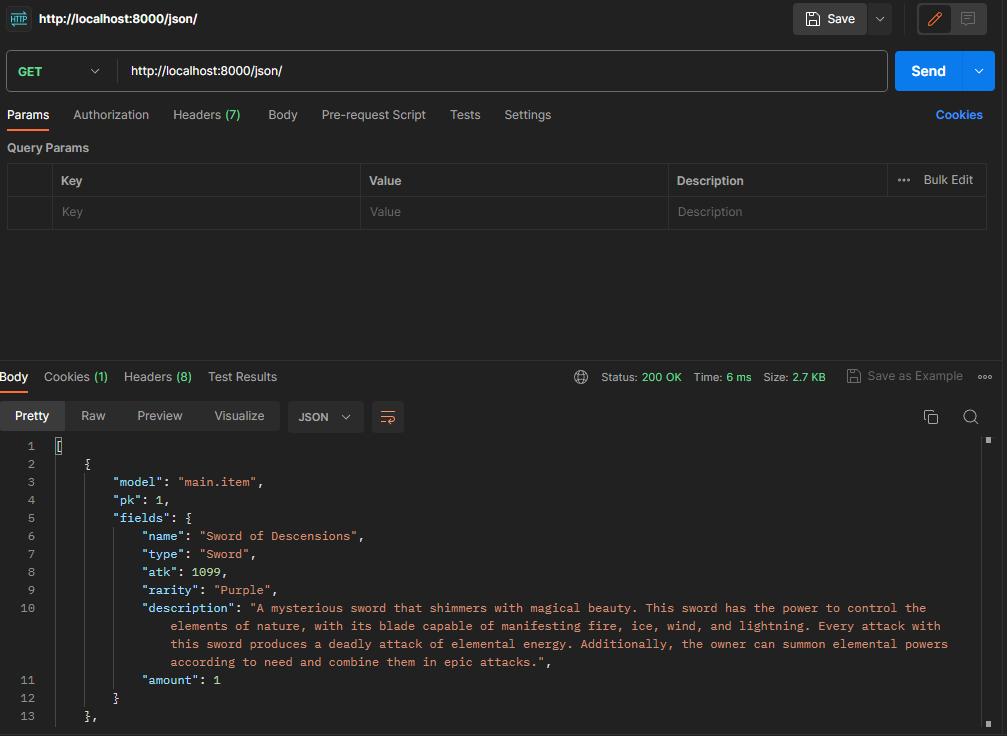 HTTP http://localhost:8000/json/ Save
GET http://localhost:8000/json/ Send
Params Authorization Headers (7) Body Pre-request Script Tests Settings Cookies
Query Params
Key Value Description ••• Bulk Edit
Key Value Description
Body Cookies (1) Headers (8) Test Results Status: 200 OK Time: 6 ms Size: 2.7 KB Save as Example
Pretty Raw Preview Visualize JSON
1 [
2 {
3 "model": "main.item",
4 "pk": 1,
5 "fields": {
6 "name": "Sword of Descensions",
7 "type": "Sword",
8 "atk": 1099,
9 "rarity": "Purple",
10 "description": "A mysterious sword that shimmers with magical beauty. This sword has the power to control the
elements of nature, with its blade capable of manifesting fire, ice, wind, and lightning. Every attack with
this sword produces a deadly attack of elemental energy. Additionally, the owner can summon elemental powers
according to need and combine them in epic attacks.",
11 "amount": 1
12 }
13 },